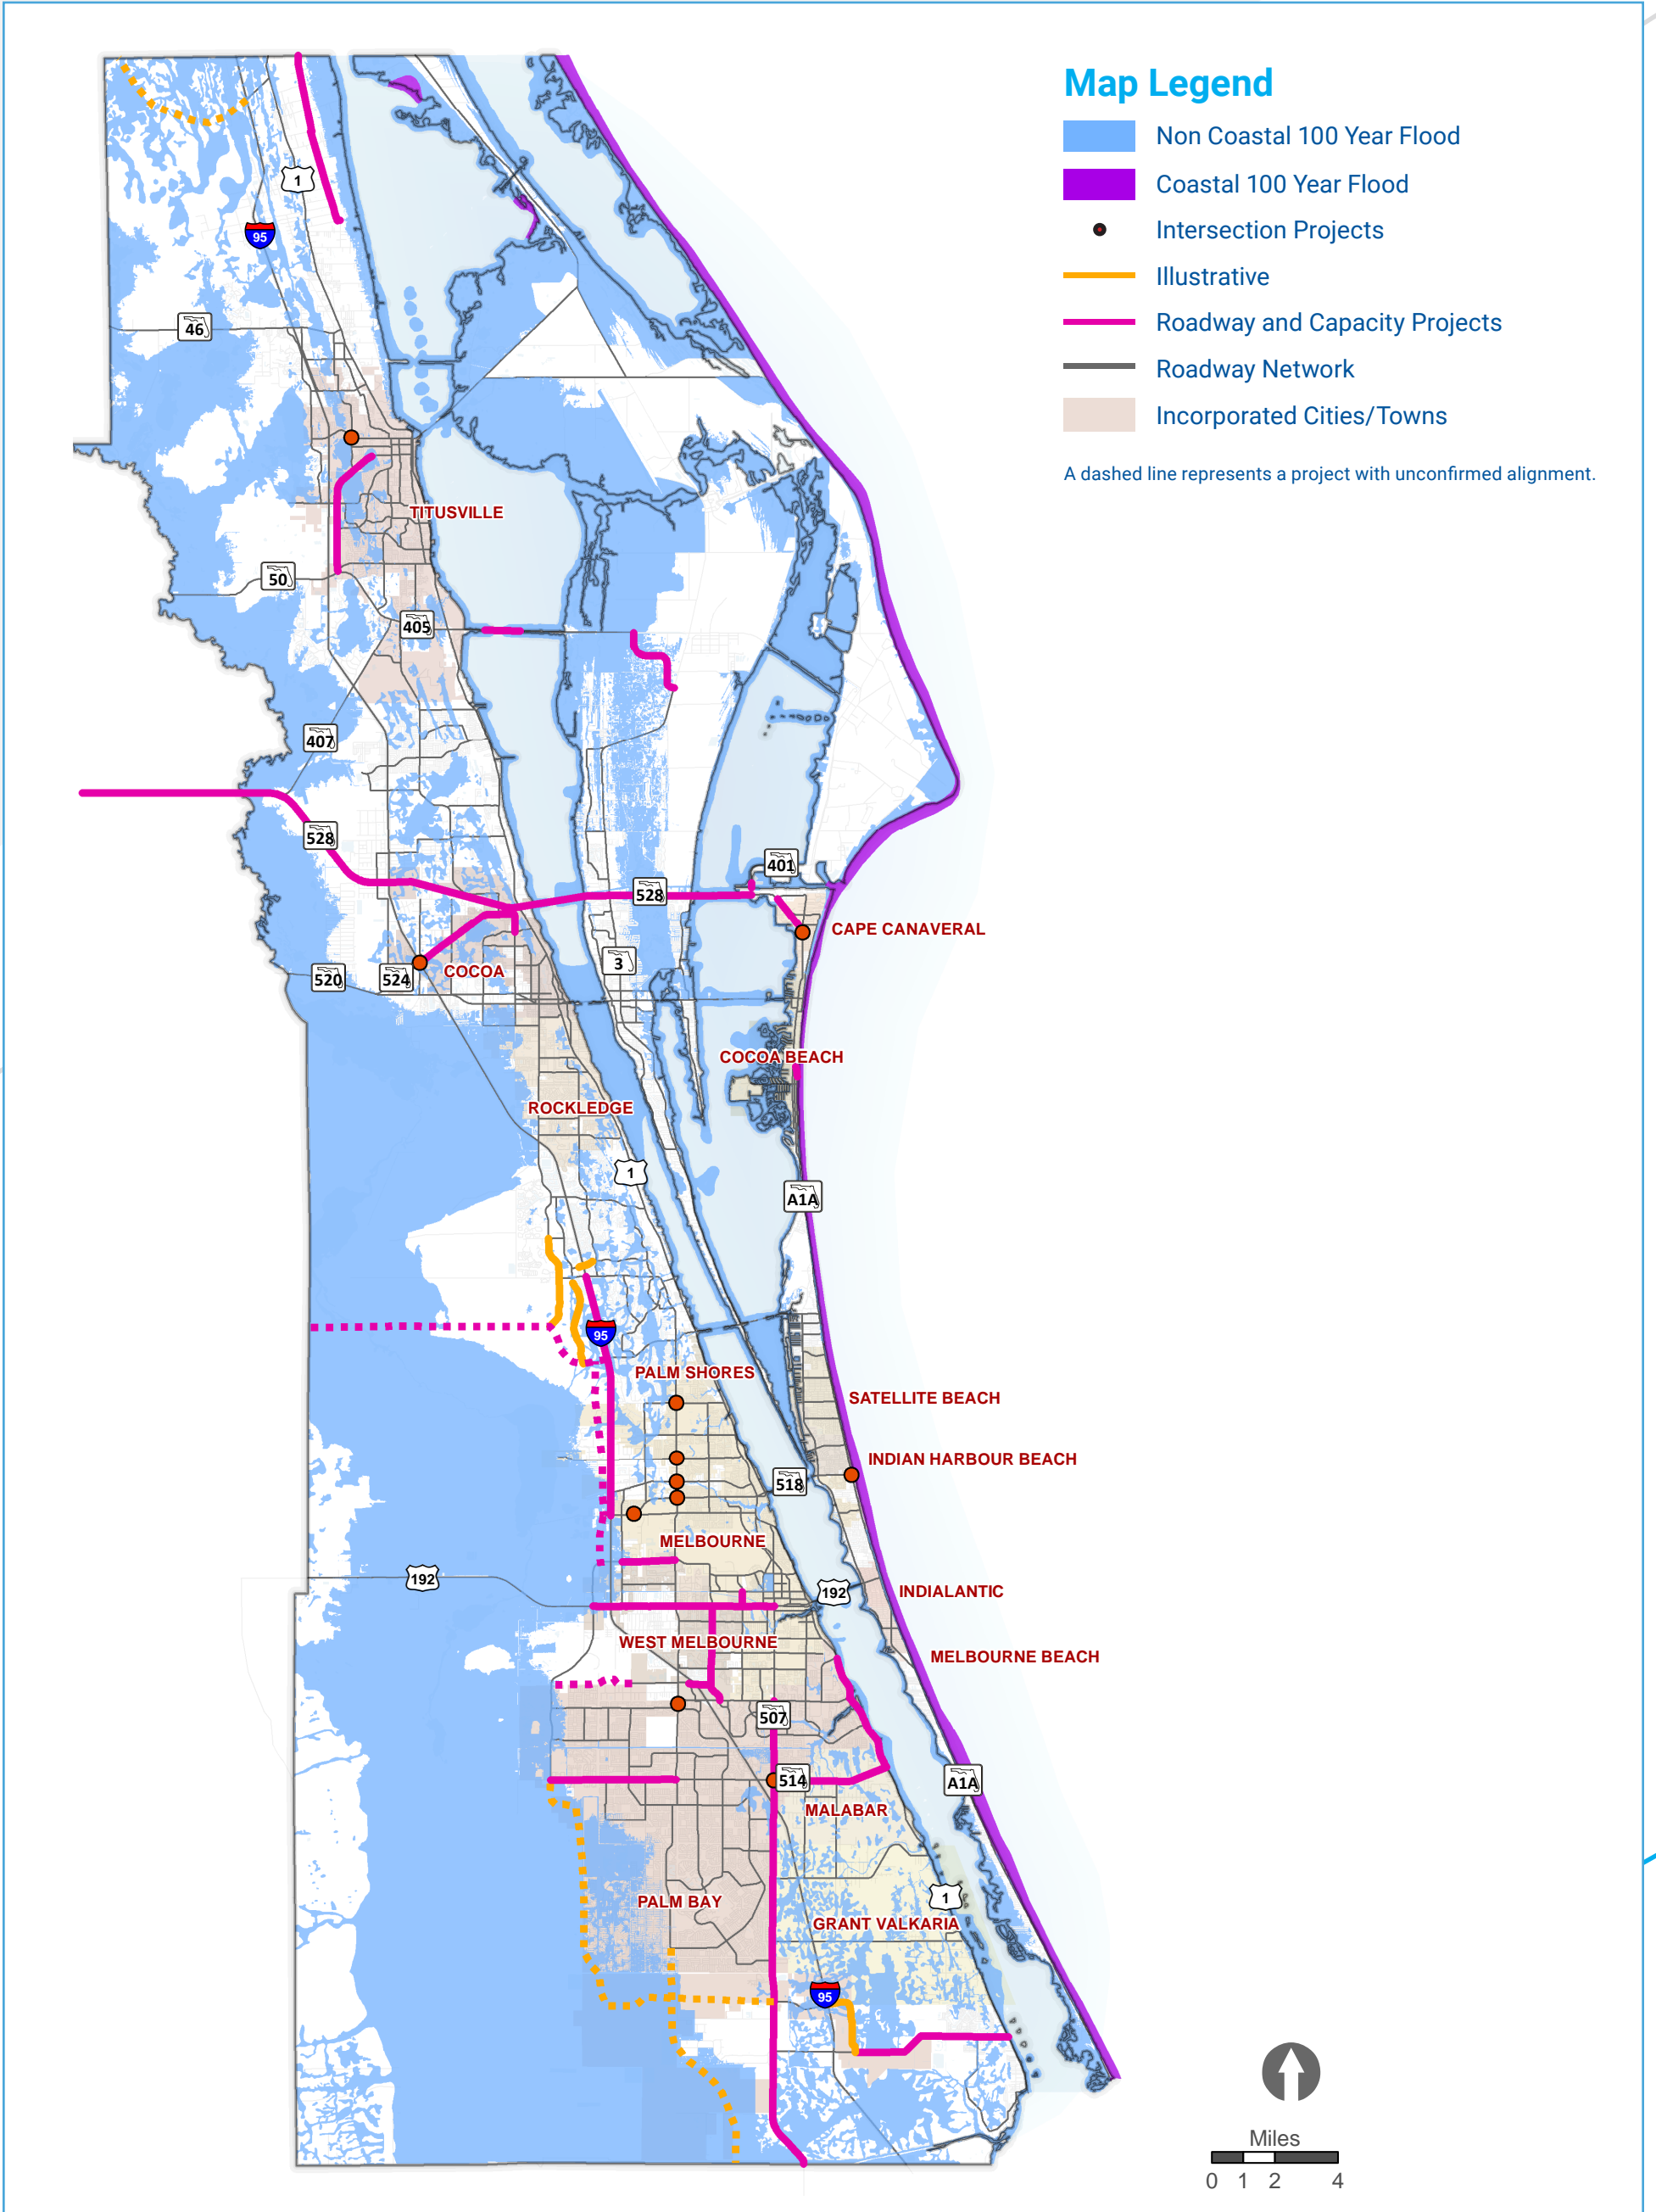 Map Legend
Non Coastal 100 Year Flood
Coastal 100 Year Flood
Intersection Projects
Illustrative
Roadway and Capacity Projects
Roadway Network
Incorporated Cities/Towns
A dashed line represents a project with unconfirmed alignment.
1
95
46
TITUSVILLE
50
405
407
528
401
528
CAPE CANAVERAL
3
COCOA
520
524
COCOA BEACH
ROCKLEDGE
1
A1A
95
PALM SHORES
SATELLITE BEACH
INDIAN HARBOUR BEACH
518
MELBOURNE
192
192
INDIALANTIC
WEST MELBOURNE
MELBOURNE BEACH
507
514
A1A
MALABAR
1
PALM BAY
GRANT VALKARIA
95
Miles
0 1 2 4